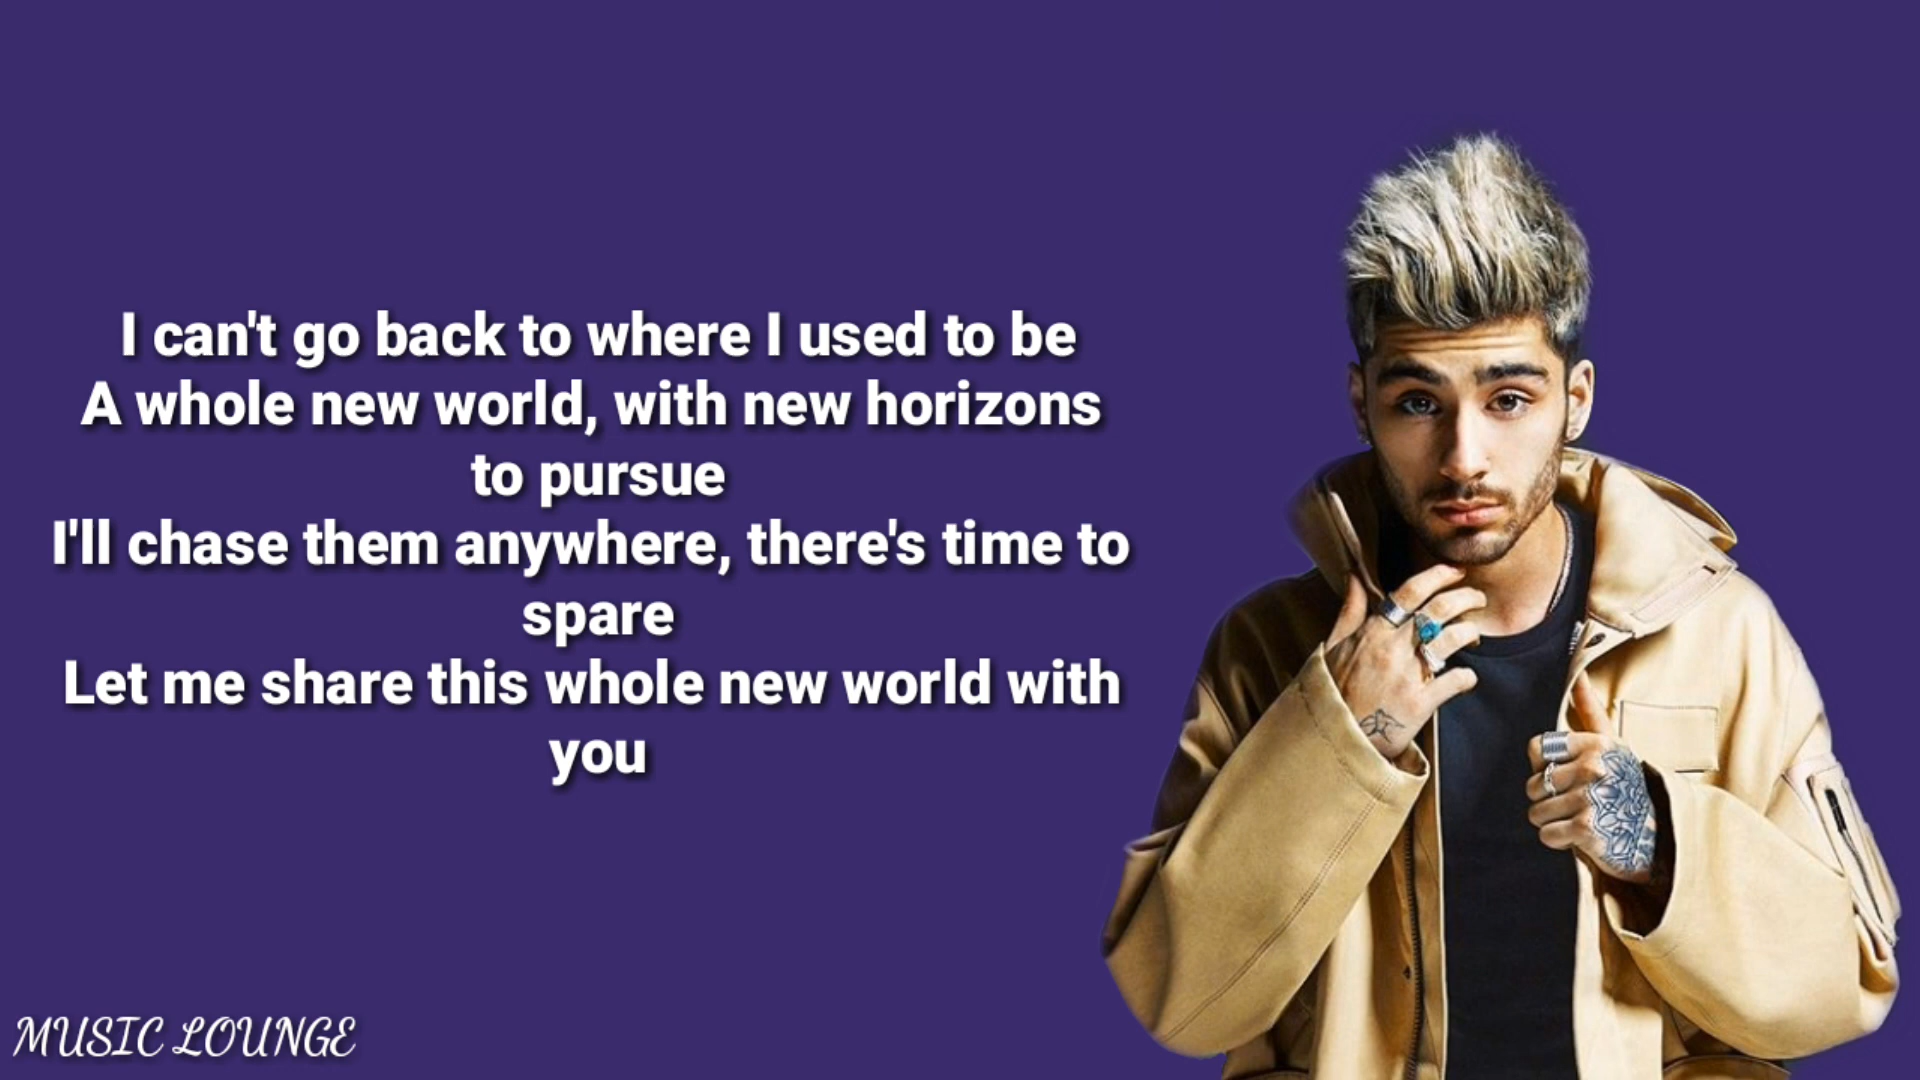 I can't go back to where I used to be
A whole new world, with new horizons
to pursue
I'll chase them anywhere, there's time to
spare
Let me share this whole new world with
you
MUSIC LOUNGE